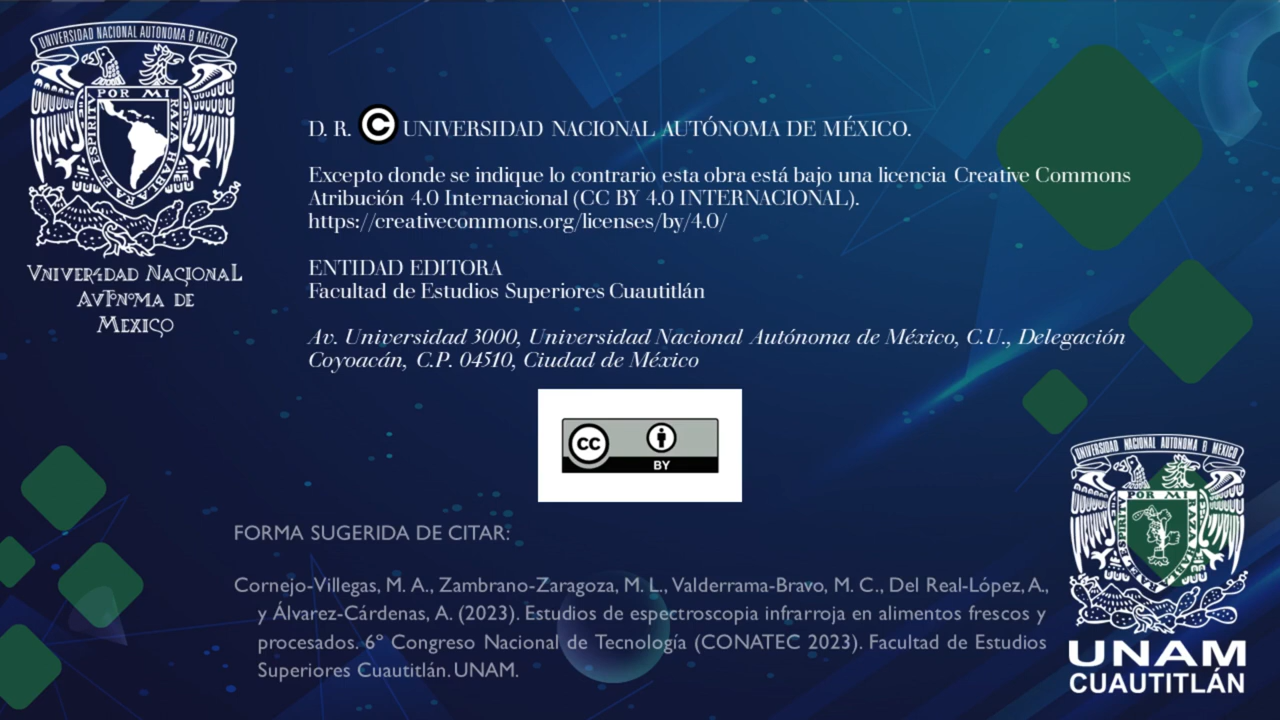 UNIVERSIDAD NACIONAL AUTONOMA D MEXICO
POR MI RAZA HABLARA EL ESPIRITU
VNIVERSDAD NACIONAL
AVTNºMA DE
MEXICO
D. R. © UNIVERSIDAD NACIONAL AUTÓNOMA DE MÉXICO.
Excepto donde se indique lo contrario esta obra está bajo una licencia Creative Commons
Atribución 4.0 Internacional (CC BY 4.0 INTERNACIONAL).
https://creativecommons.org/licenses/by/4.0/
ENTIDAD EDITORA
Facultad de Estudios Superiores Cuautitlán
Av. Universidad 3000, Universidad Nacional Autónoma de México, C.U., Delegación
Coyoacán, C.P. 04510, Ciudad de México
cc
BY
FORMA SUGERIDA DE CITAR:
Cornejo-Villegas, M. A., Zambrano-Zaragoza, M. L., Valderrama-Bravo, M. C., Del Real-López, A.,
y Álvarez-Cárdenas, A. (2023). Estudios de espectroscopia infrarroja en alimentos frescos y
procesados. 6º Congreso Nacional de Tecnología (CONATEC 2023). Facultad de Estudios
Superiores Cuautitlán. UNAM.
UNIVERSIDAD NACIONAL AUTONOMA D MEXICO
POR MI RAZA HABLARA EL ESPIRITU
UNAM
CUAUTITLÁN